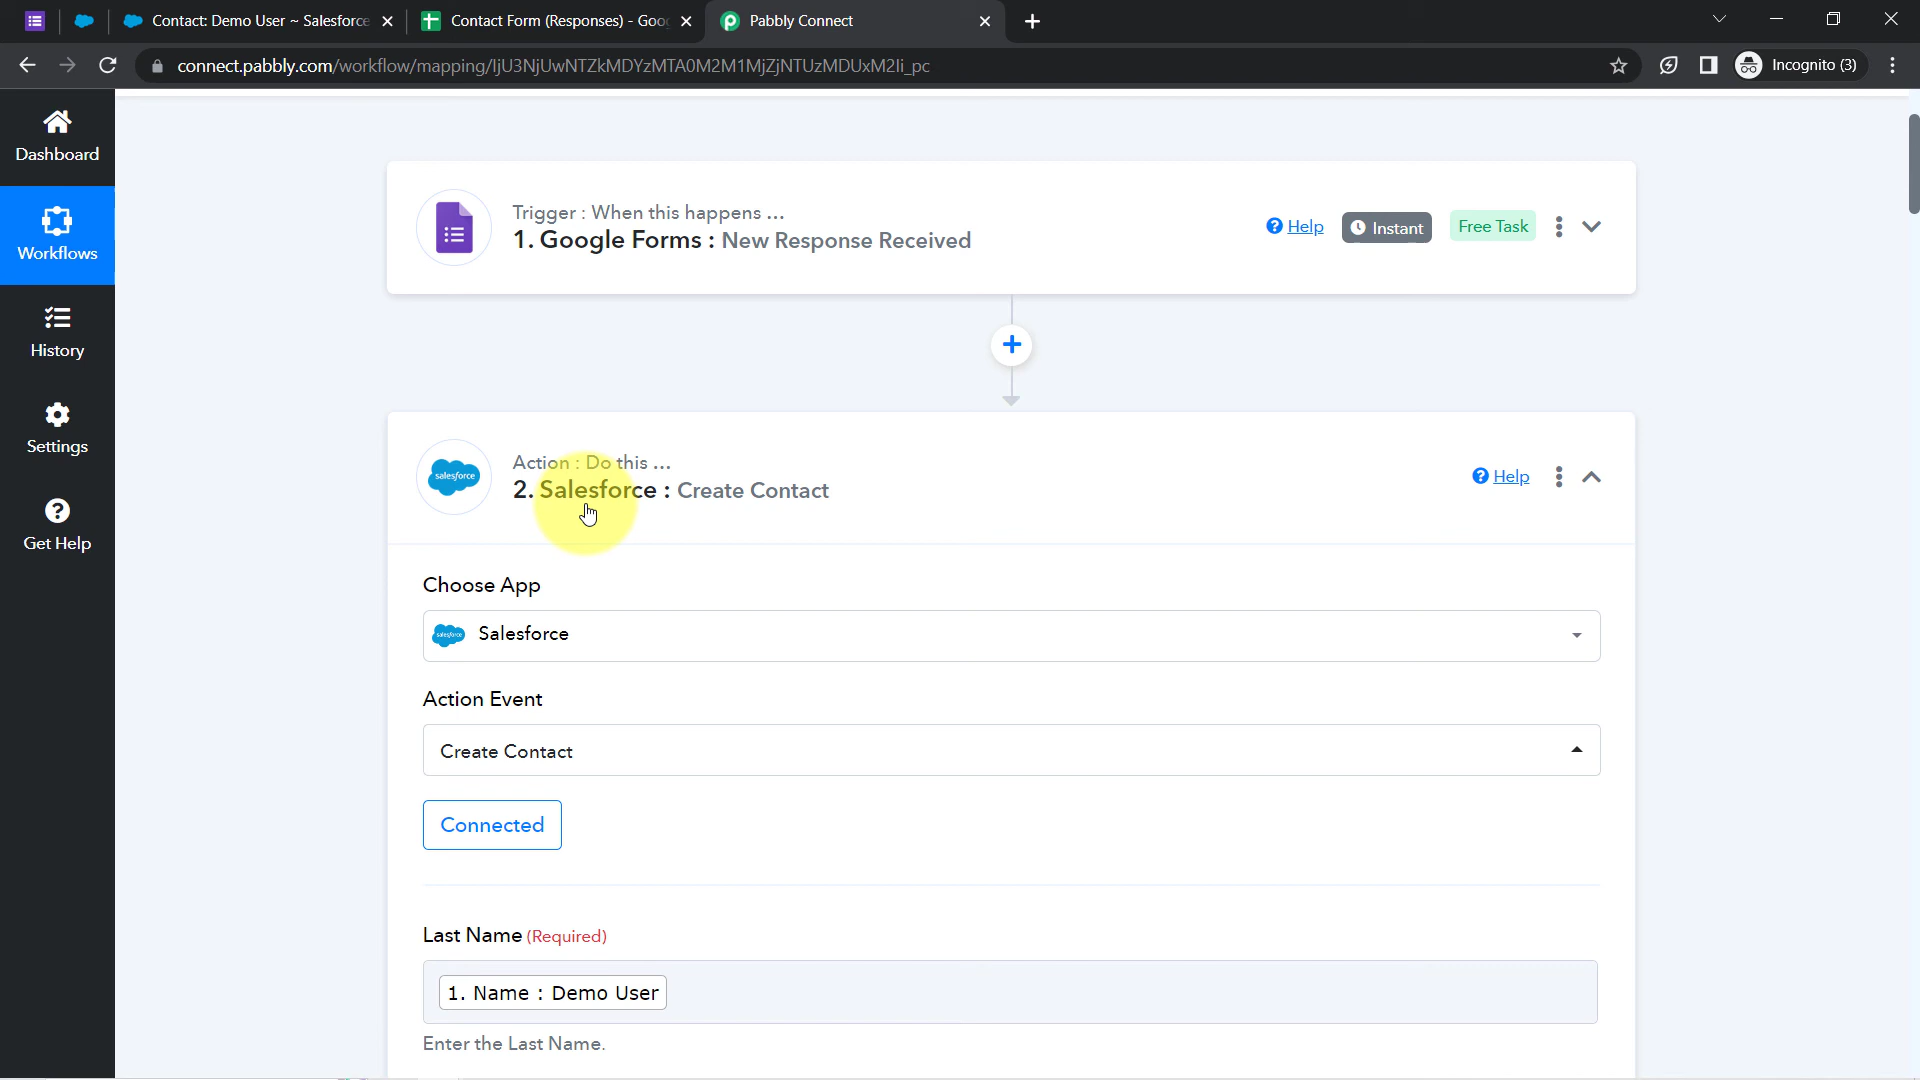 Contact: Demo User ~ Salesforce
Contact Form (Responses) - Goo
Pabbly Connect
connect.pabbly.com/workflow/mapping/IjU3NjUwNTZkMDYzMTA0M2M1MjZjNTUzMDUxM2Ii_pc
Incognito (3)
Dashboard
Workflows
History
Settings
Get Help
Trigger : When this happens ...
1. Google Forms : New Response Received
Help
Instant
Free Task
salesforce
Action : Do this ...
2. Salesforce : Create Contact
Help
Choose App
salesforce
Salesforce
Action Event
Create Contact
Connected
Last Name (Required)
1. Name : Demo User
Enter the Last Name.